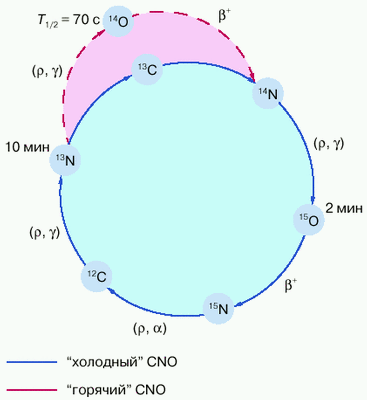 T₁/₂ = 70 с
¹⁴O
β⁺
(ρ, γ)
¹³C
¹⁴N
10 мин
¹³N
(ρ, γ)
¹⁵O
2 мин
(ρ, γ)
¹²C
β⁺
¹⁵N
(ρ, α)
“холодный” CNO
“горячий” CNO